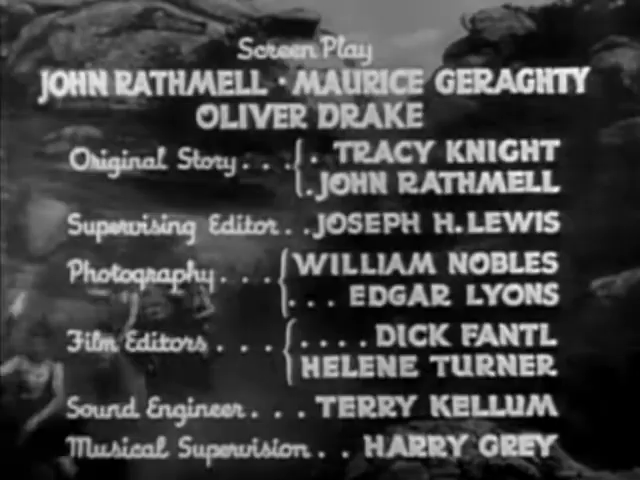 Screen Play
JOHN RATHMELL · MAURICE GERAGHTY
OLIVER DRAKE
Original Story . . . { . TRACY KNIGHT
. JOHN RATHMELL
Supervising Editor . . JOSEPH H. LEWIS
Photography . . . { WILLIAM NOBLES
. . . EDGAR LYONS
Film Editors . . . { . . . . DICK FANTL
HELENE TURNER
Sound Engineer . . . TERRY KELLUM
Musical Supervision . . HARRY GREY